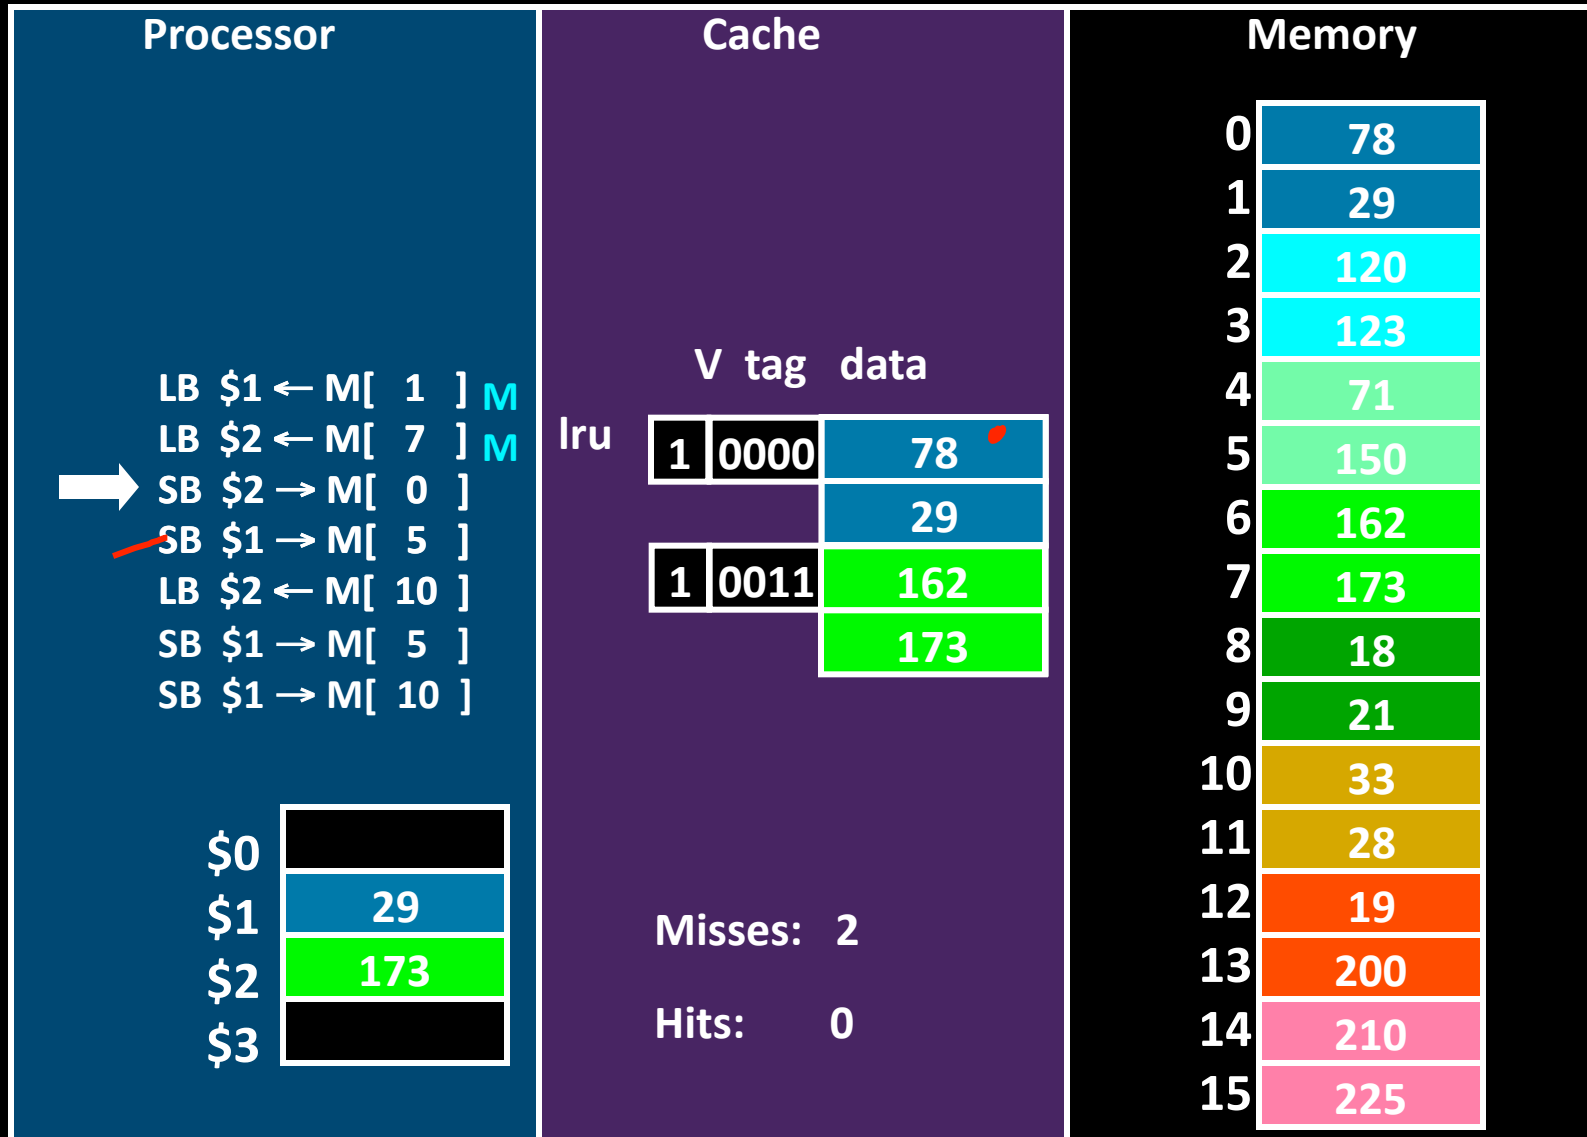 Processor
LB $1 ← M[ 1 ] M
LB $2 ← M[ 7 ] M
SB $2 → M[ 0 ]
SB $1 → M[ 5 ]
LB $2 ← M[ 10 ]
SB $1 → M[ 5 ]
SB $1 → M[ 10 ]
$0
$1 29
$2 173
$3
Cache
V tag data
lru 1 0000 78
29
1 0011 162
173
Misses: 2
Hits: 0
Memory
0 78
1 29
2 120
3 123
4 71
5 150
6 162
7 173
8 18
9 21
10 33
11 28
12 19
13 200
14 210
15 225